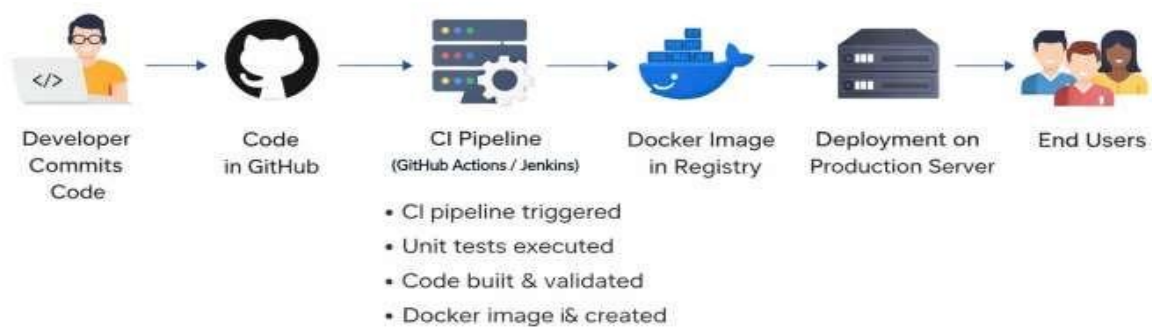 </>
Developer
Commits
Code
Code
in GitHub
CI Pipeline
(GitHub Actions / Jenkins)
Docker Image
in Registry
Deployment on
Production Server
End Users
• CI pipeline triggered
• Unit tests executed
• Code built & validated
• Docker image i& created